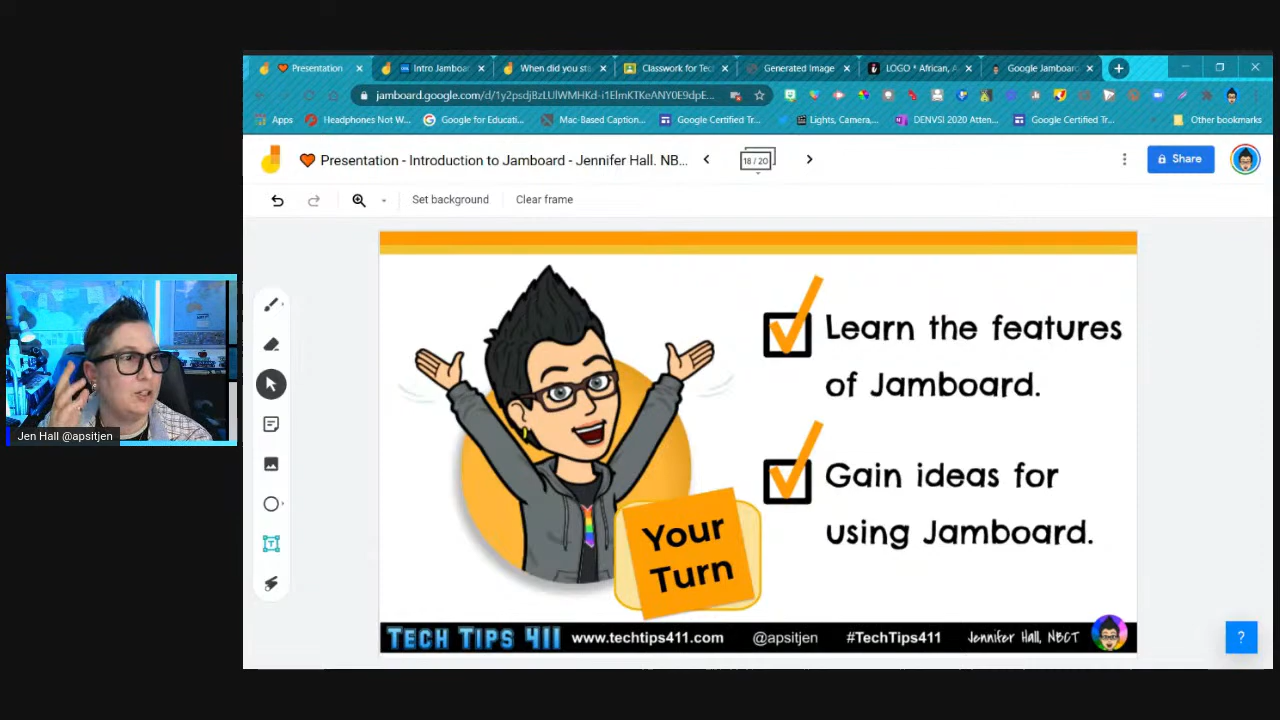 Presentation
Intro Jamboa
When did you st
Classwork for Tec
Generated Image
LOGO * African, A
Google Jamboard
jamboard.google.com/d/1y2psdjBzLUlWMHKd-i1ElmKTKeANY0E9dpE...
Apps
Headphones Not W...
Google for Educati...
Mac-Based Caption...
Google Certified Tr...
Lights, Camera,...
DENVSI 2020 Atten...
Google Certified Tr...
Other bookmarks
Presentation - Introduction to Jamboard - Jennifer Hall. NB...
18 / 20
Share
Set background
Clear frame
Learn the features
of Jamboard.
Gain ideas for
using Jamboard.
Your
Turn
Jen Hall @apsitjen
TECH TIPS 411 www.techtips411.com @apsitjen #TechTips411 Jennifer Hall, NBCT